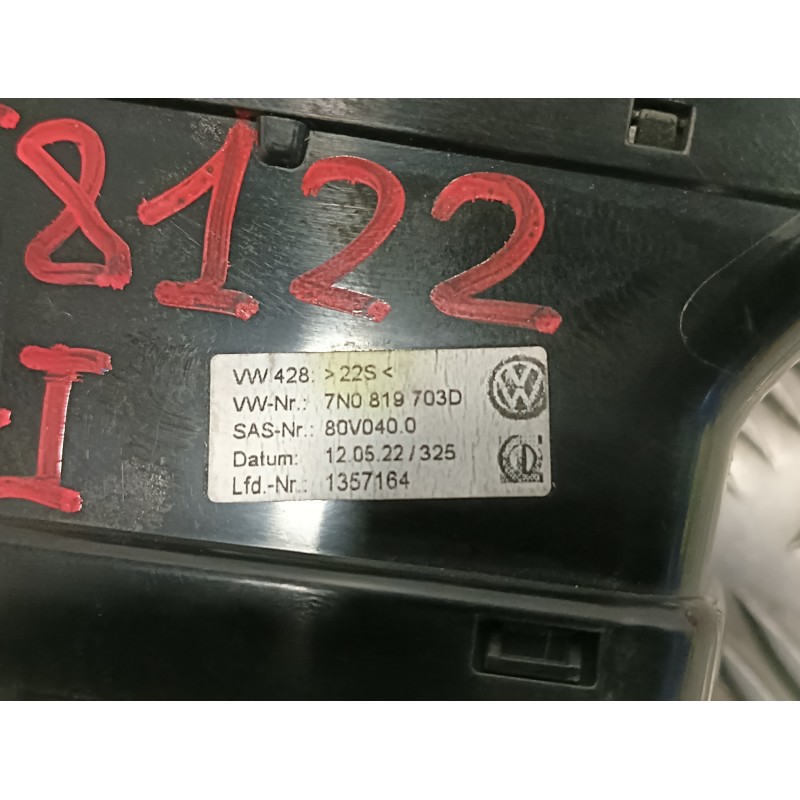 8122
I
VW 428: >22S<
VW-Nr.: 7N0 819 703D
SAS-Nr.: 80V040.0
Datum: 12.05.22 / 325
Lfd.-Nr.: 1357164